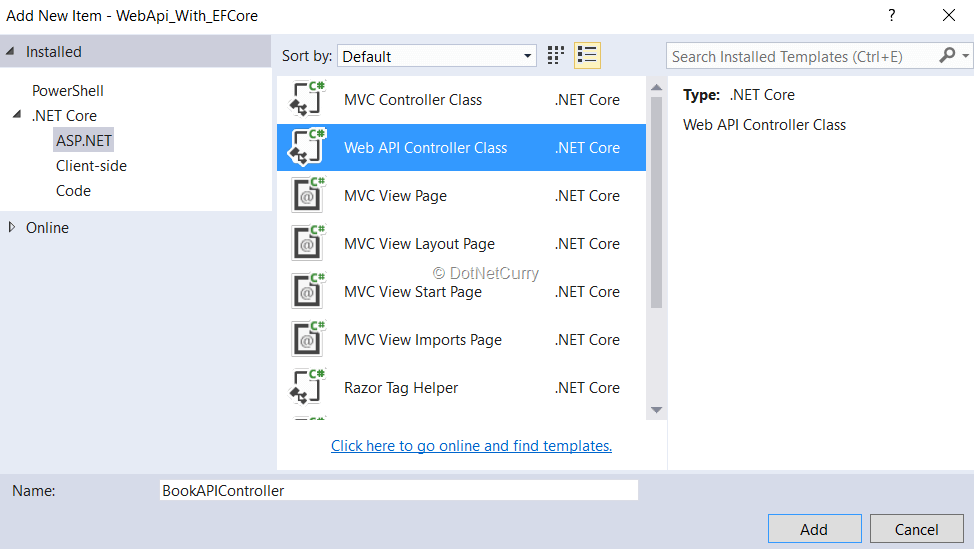 Add New Item - WebApi_With_EFCore
Installed
PowerShell
.NET Core
ASP.NET
Client-side
Code
Online
Sort by: Default
Search Installed Templates (Ctrl+E)
C# MVC Controller Class .NET Core
C# Web API Controller Class .NET Core
C# MVC View Page .NET Core
C# MVC View Layout Page .NET Core
© DotNetCurry
C# MVC View Start Page .NET Core
C# MVC View Imports Page .NET Core
C# Razor Tag Helper .NET Core
Click here to go online and find templates.
Type: .NET Core
Web API Controller Class
Name: BookAPIController
Add Cancel